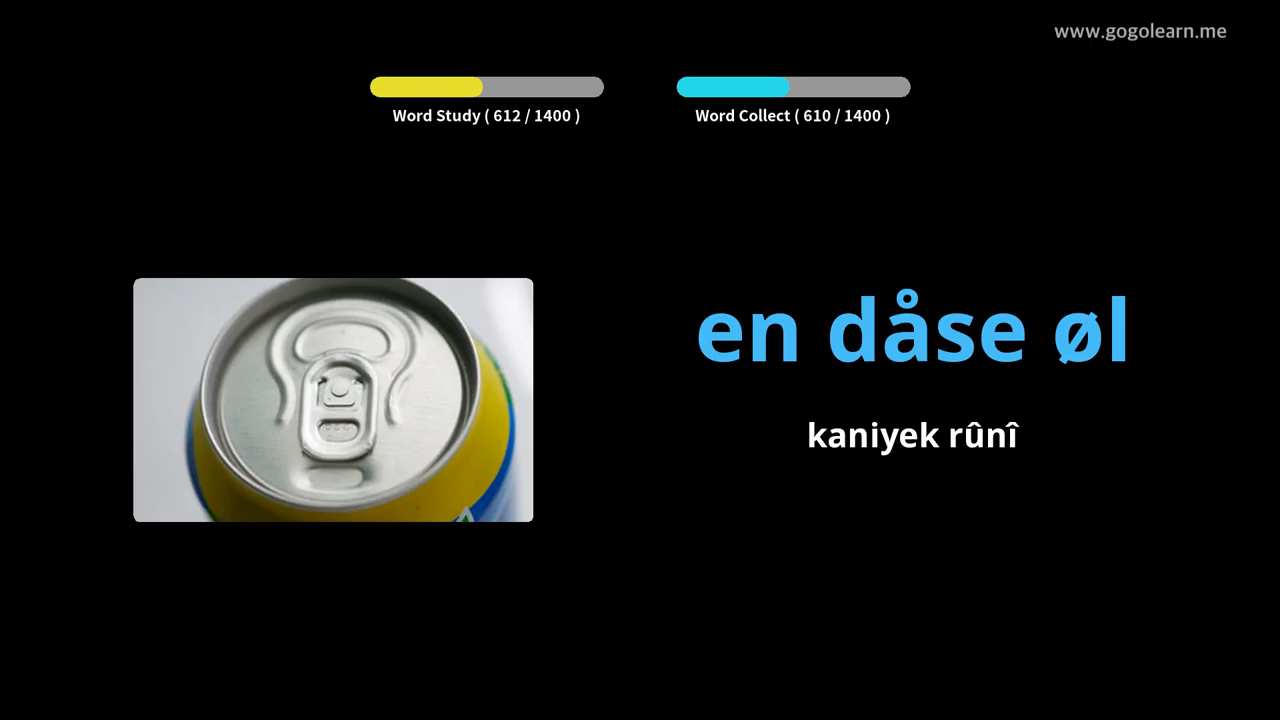 www.gogolearn.me
Word Study ( 612 / 1400 )
Word Collect ( 610 / 1400 )
en dåse øl
kaniyek rûnî